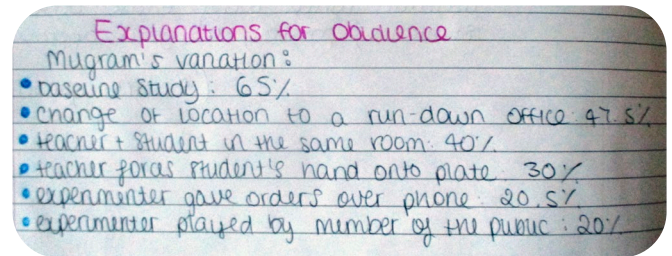 Explanations for Obidience
Mugram's variation:
• baseline study: 65%
• change of location to a run-down office: 47.5%
• teacher + student in the same room: 40%
• teacher forces student's hand onto plate: 30%
• experimenter gave orders over phone: 20.5%
• experimenter played by member of the public: 20%